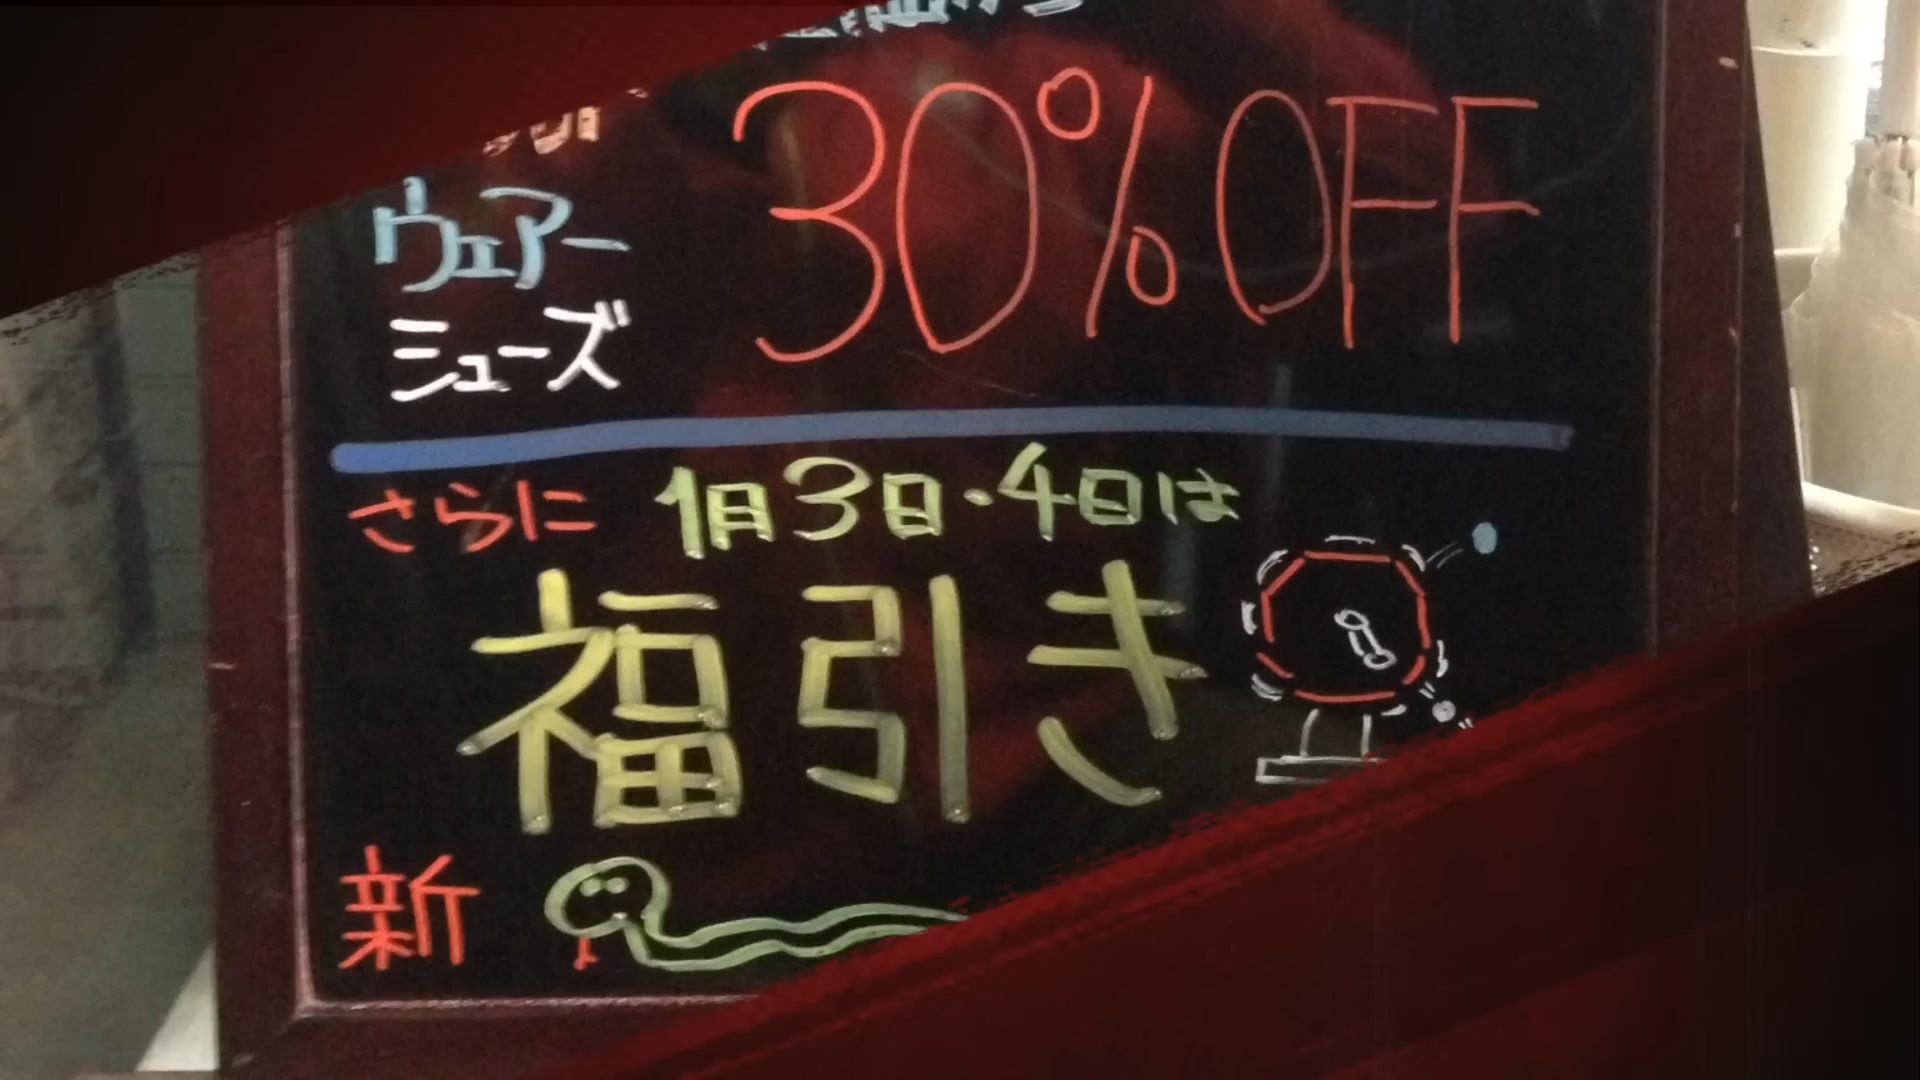 ウェアー
シューズ
30%OFF
さらに 1月3日・4日は
福引き
新